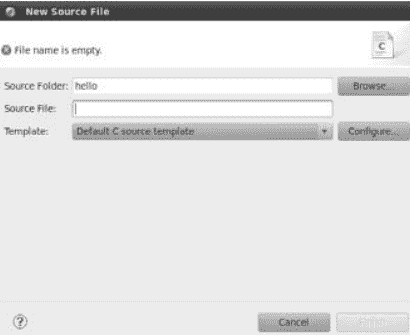 New Source File
File name is empty.
Source Folder: hello Browse...
Source File:
Template: Default C source template Configure...
Cancel